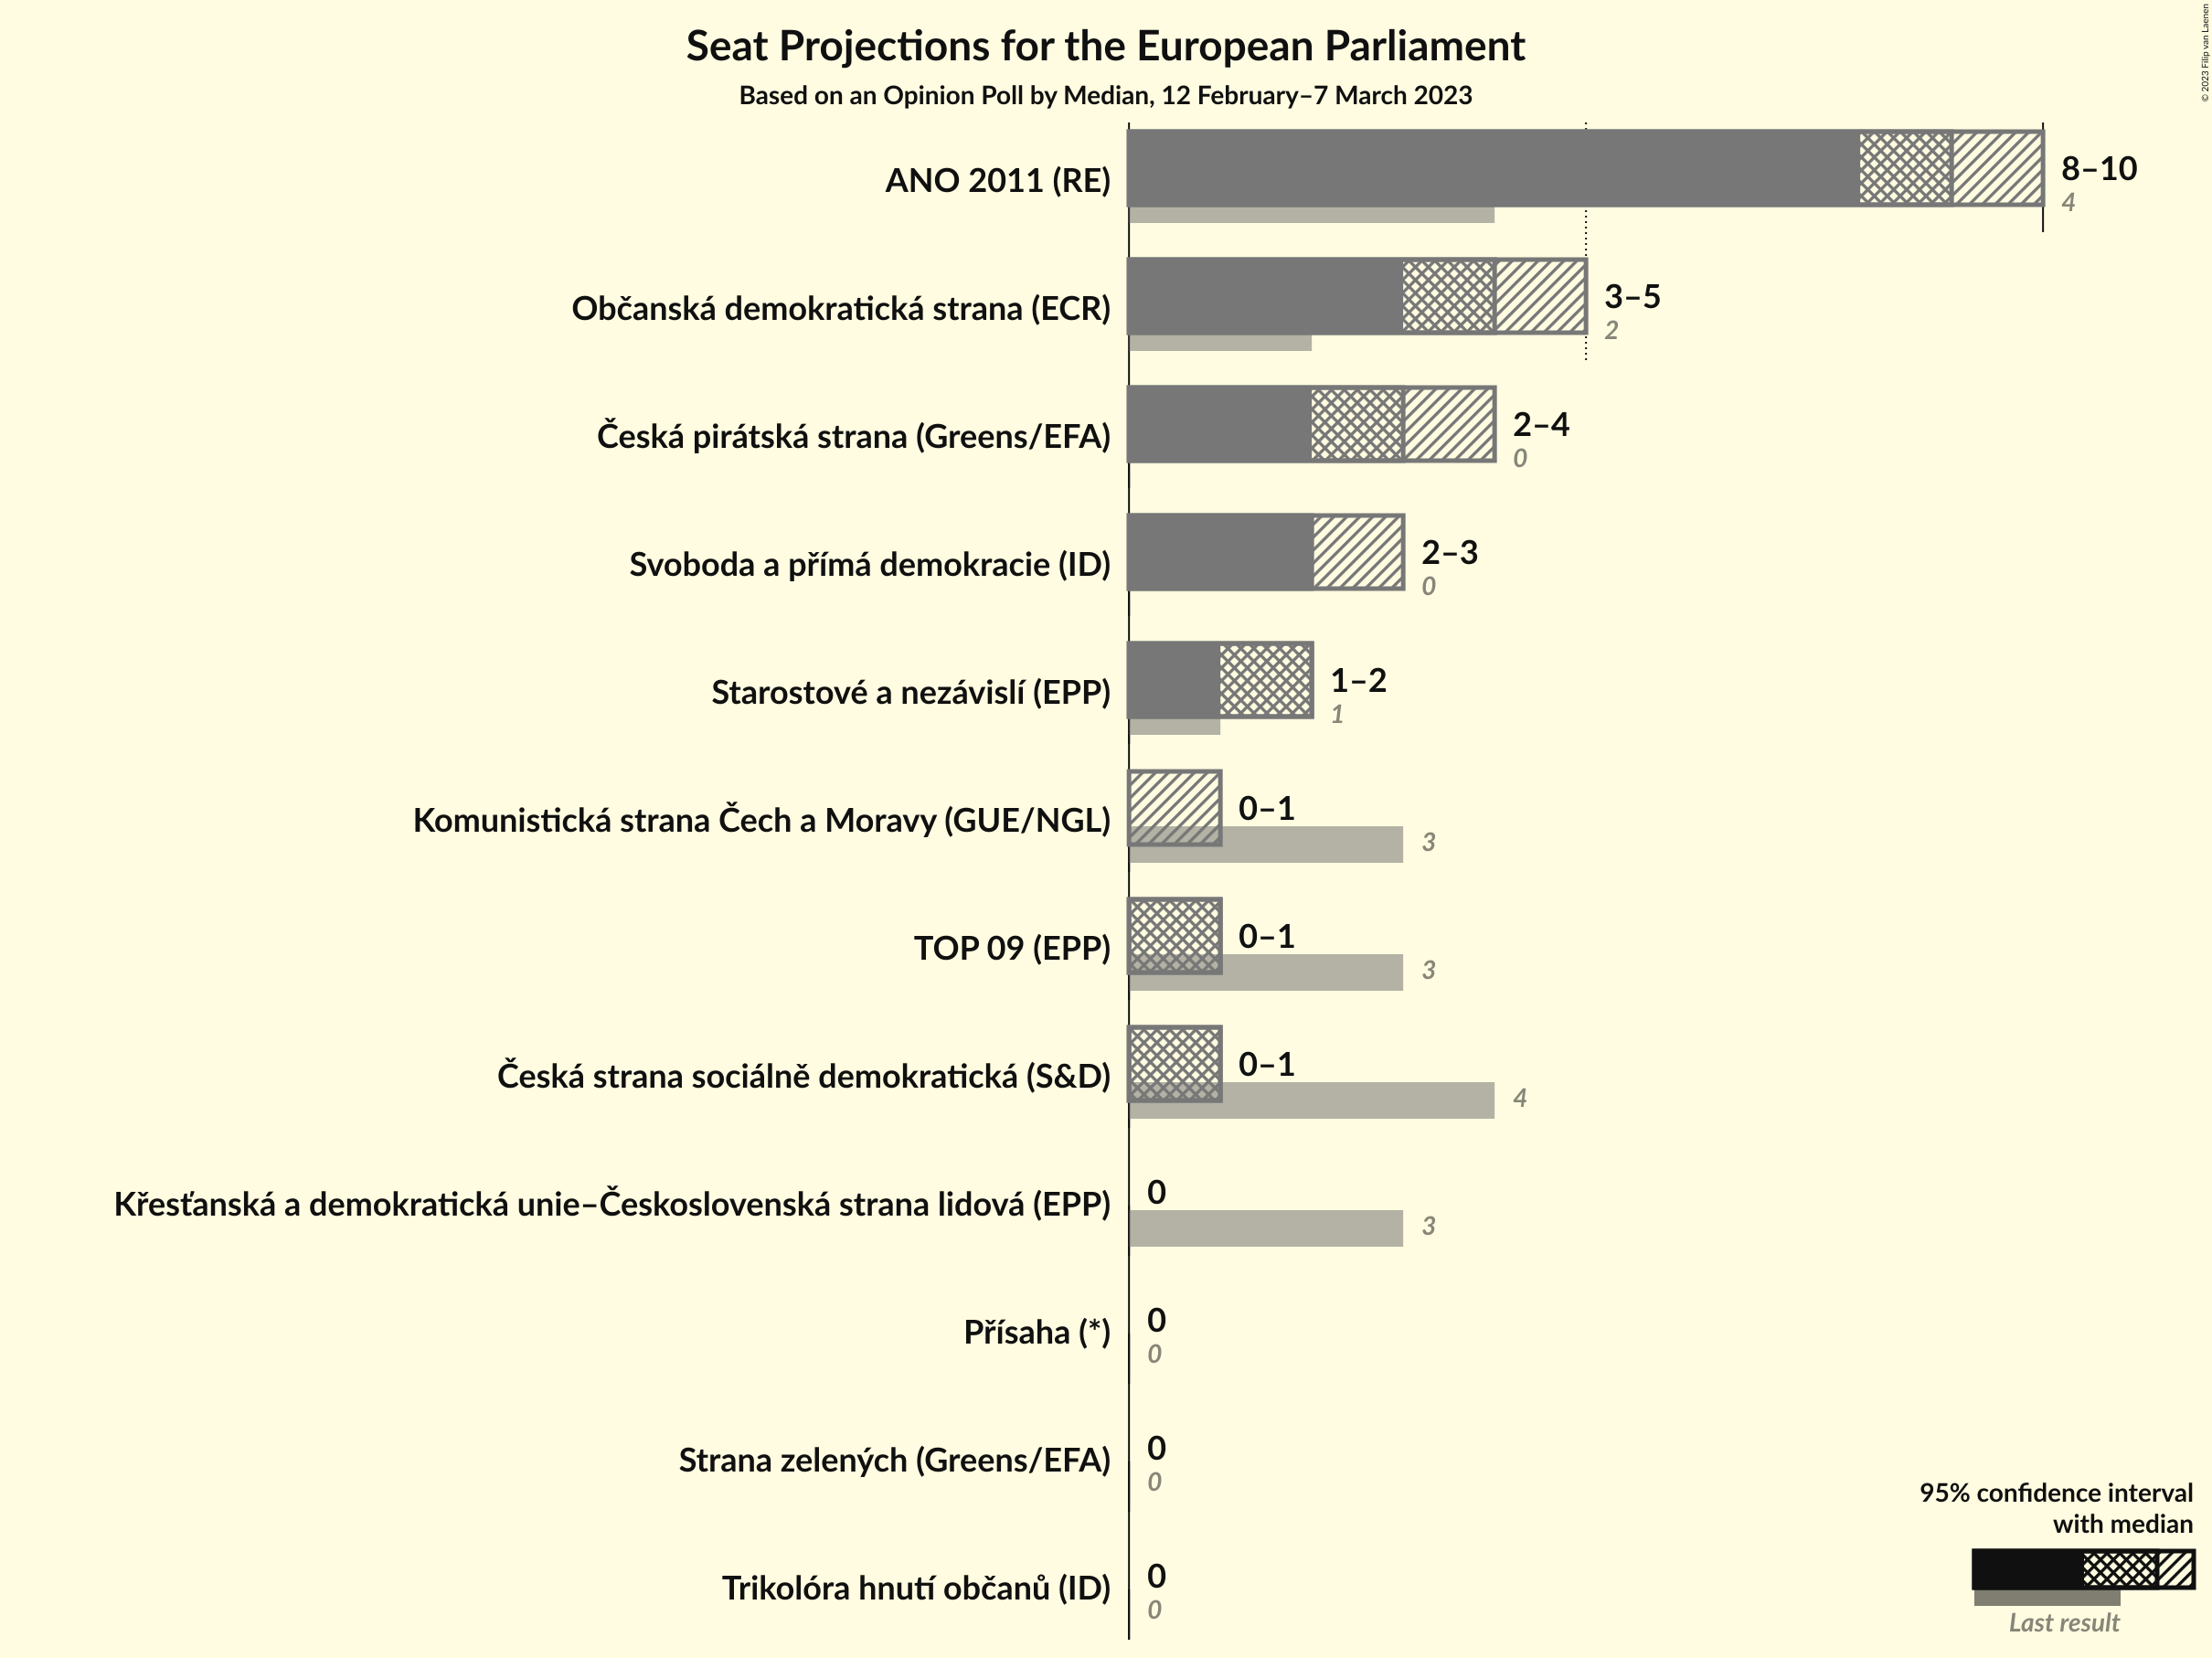 Seat Projections for the European Parliament
Based on an Opinion Poll by Median, 12 February–7 March 2023
© 2023 Filip van Laenen
ANO 2011 (RE)
8–10
4
Občanská demokratická strana (ECR)
3–5
2
Česká pirátská strana (Greens/EFA)
2–4
0
Svoboda a přímá demokracie (ID)
2–3
0
Starostové a nezávislí (EPP)
1–2
1
Komunistická strana Čech a Moravy (GUE/NGL)
0–1
3
TOP 09 (EPP)
0–1
3
Česká strana sociálně demokratická (S&D)
0–1
4
Křesťanská a demokratická unie–Československá strana lidová (EPP)
0
3
Přísaha (*)
0
0
Strana zelených (Greens/EFA)
0
0
Trikolóra hnutí občanů (ID)
0
0
95% confidence interval
with median
Last result